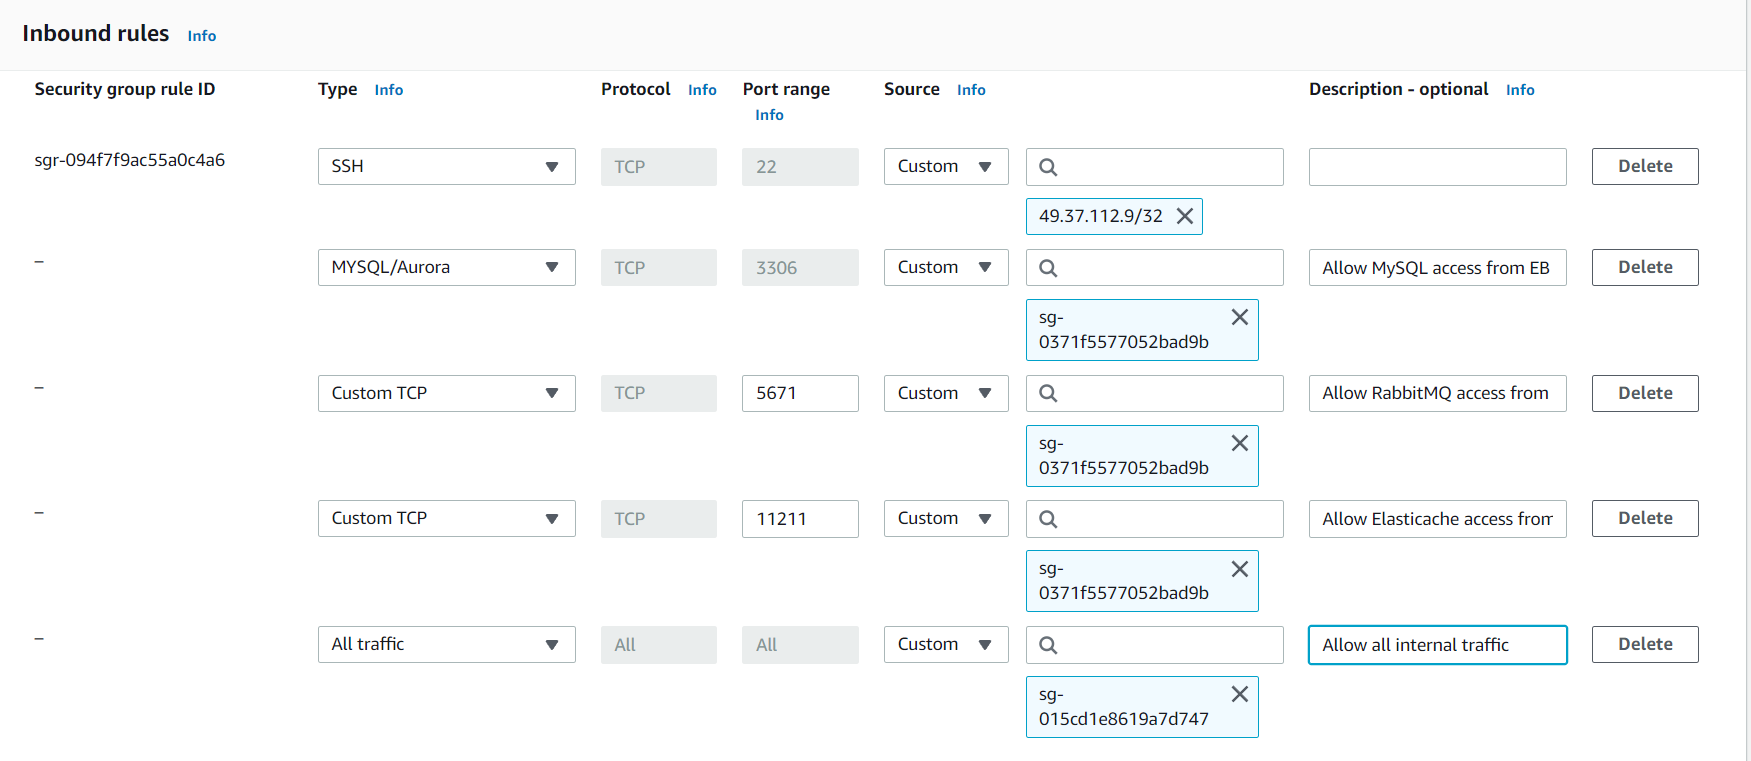 Inbound rules Info
Security group rule ID Type Info Protocol Info Port range Info Source Info Description - optional Info
sgr-094f7f9ac55a0c4a6 SSH TCP 22 Custom Delete
49.37.112.9/32
– MYSQL/Aurora TCP 3306 Custom Allow MySQL access from EB Delete
sg-
0371f5577052bad9b
– Custom TCP TCP 5671 Custom Allow RabbitMQ access from Delete
sg-
0371f5577052bad9b
– Custom TCP TCP 11211 Custom Allow Elasticache access from Delete
sg-
0371f5577052bad9b
– All traffic All All Custom Allow all internal traffic Delete
sg-
015cd1e8619a7d747